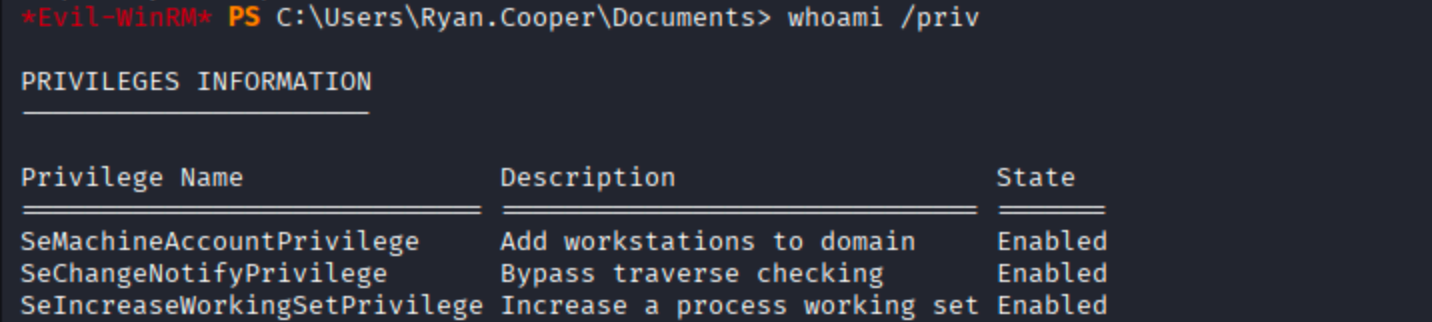 *Evil-WinRM* PS C:\Users\Ryan.Cooper\Documents> whoami /priv
PRIVILEGES INFORMATION
Privilege Name Description State
SeMachineAccountPrivilege Add workstations to domain Enabled
SeChangeNotifyPrivilege Bypass traverse checking Enabled
SeIncreaseWorkingSetPrivilege Increase a process working set Enabled